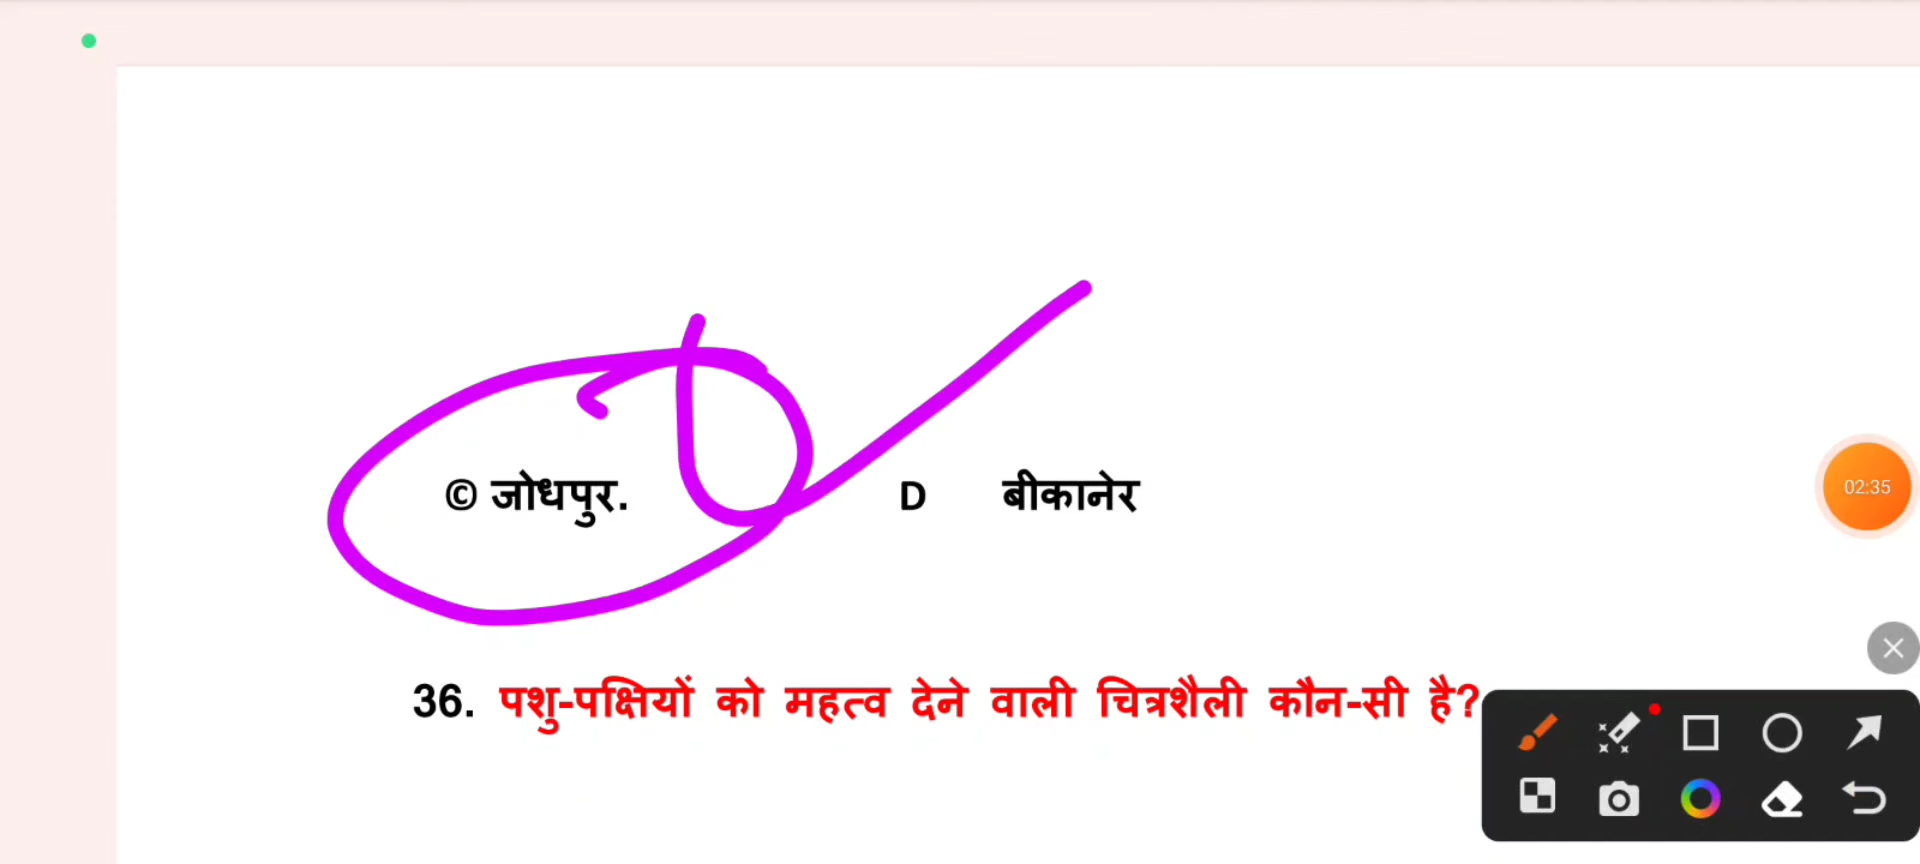 © जोधपुर. D बीकानेर
02:35
36. पशु-पक्षियों को महत्व देने वाली चित्रशैली कौन-सी है?